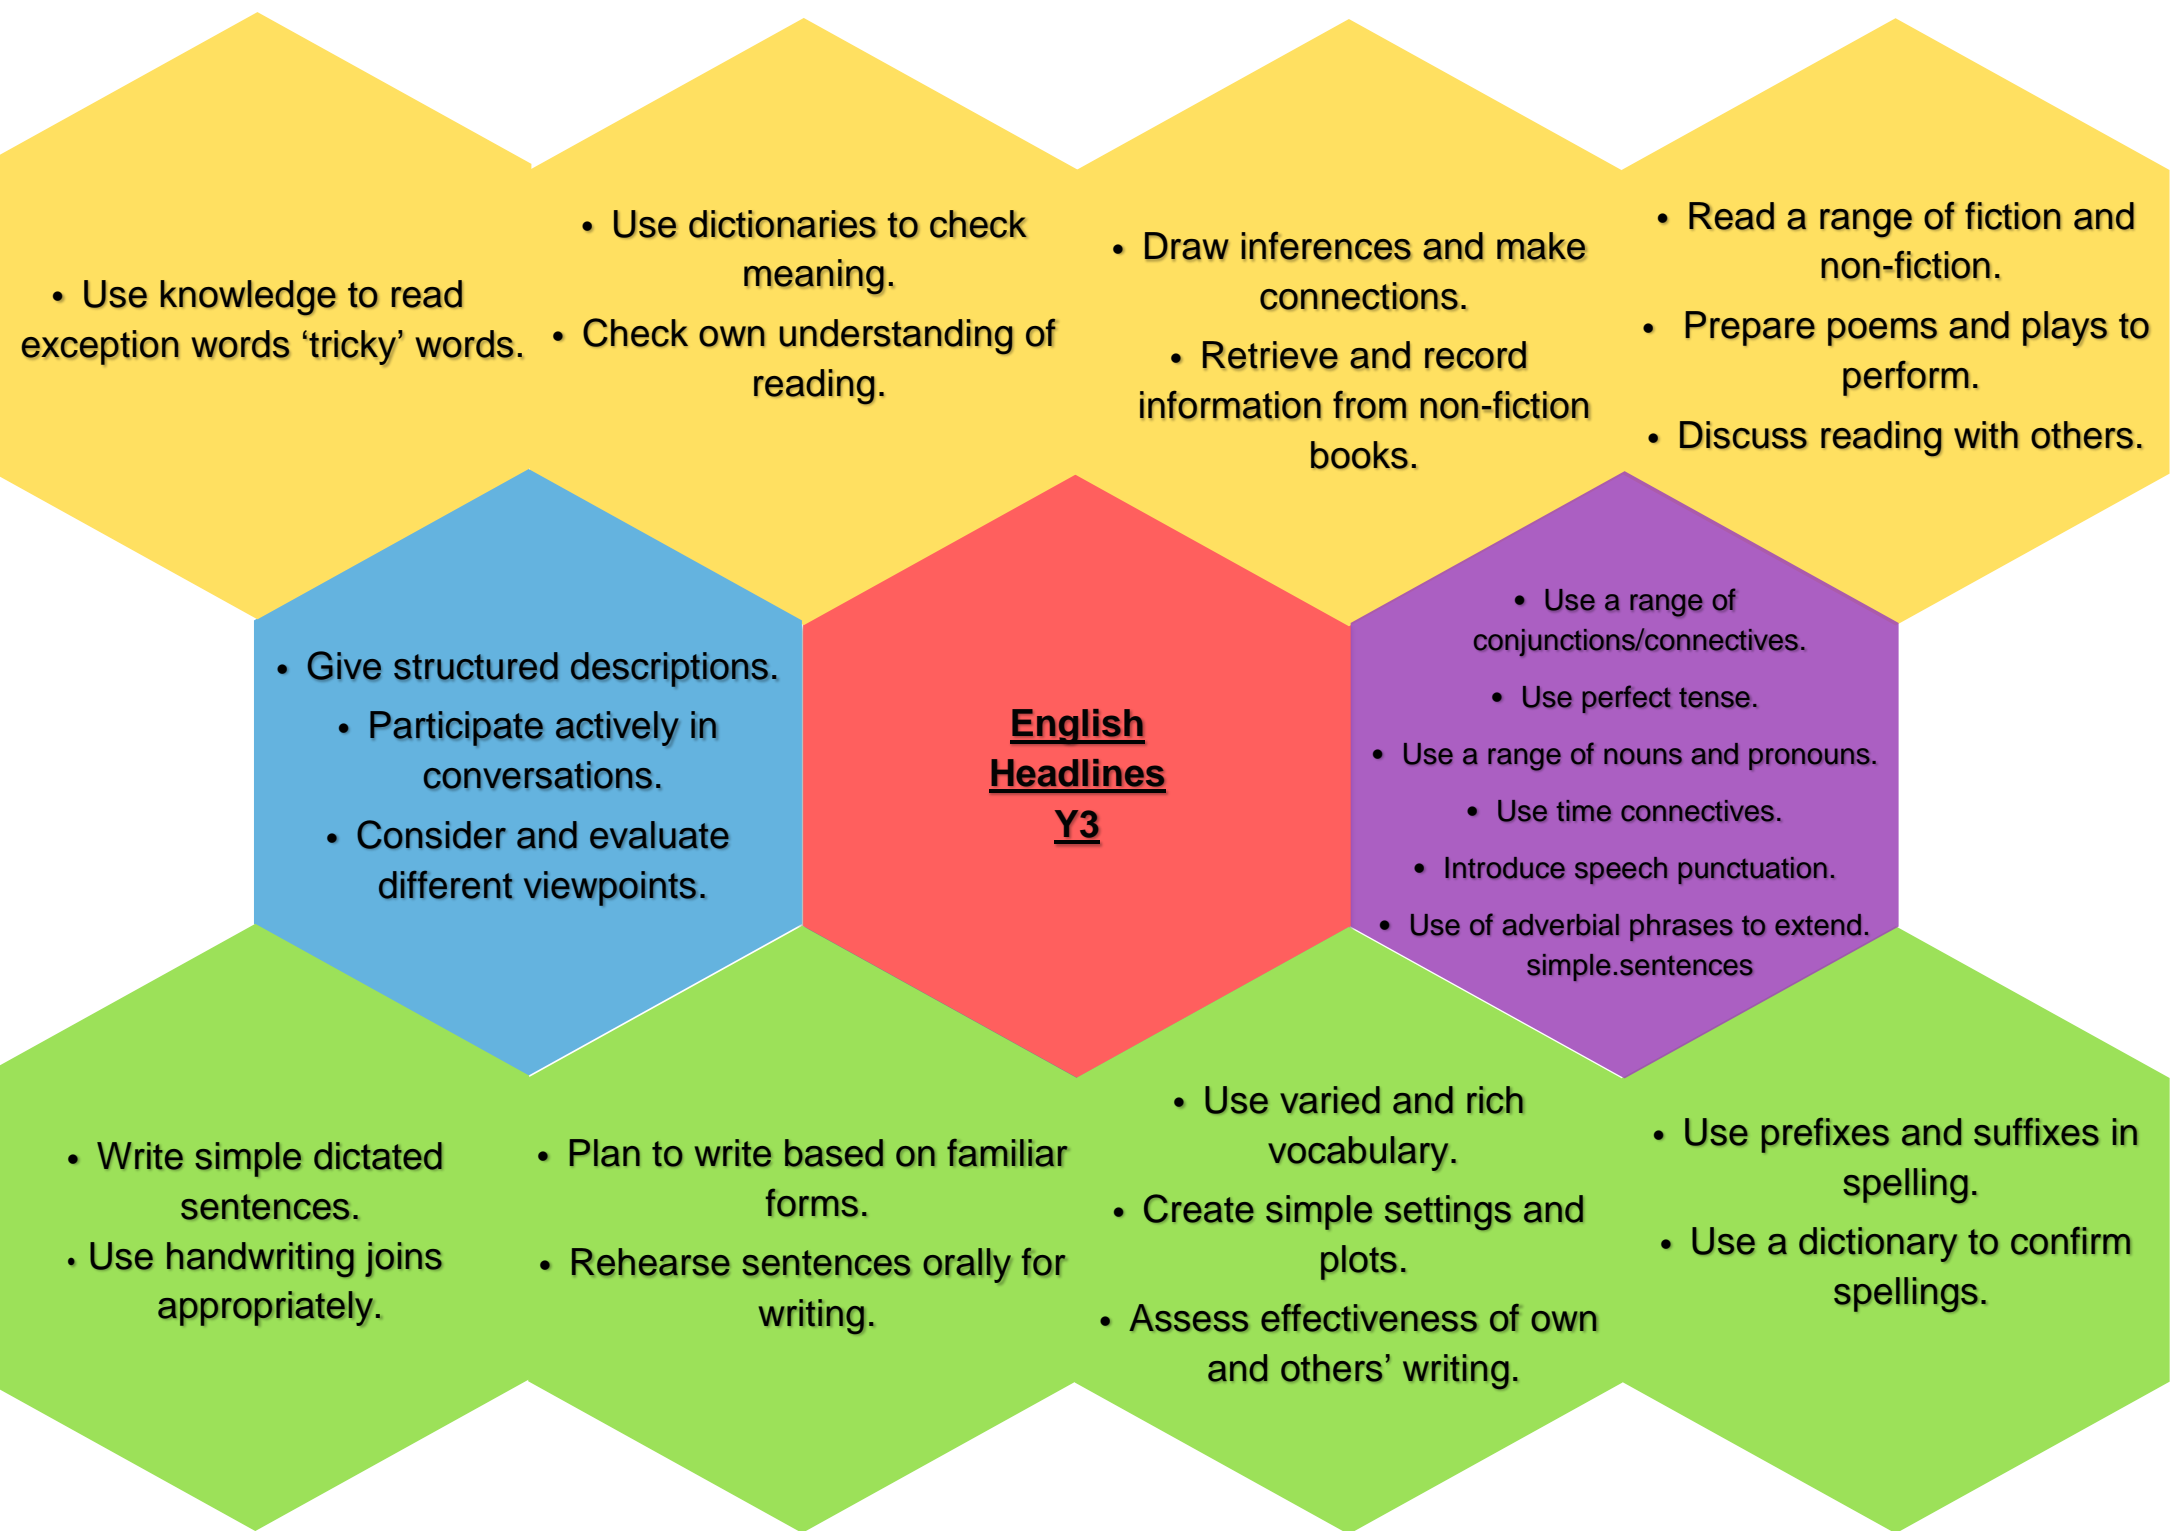 • Use knowledge to read
exception words ‘tricky’ words.
• Use dictionaries to check
meaning.
• Check own understanding of
reading.
• Draw inferences and make
connections.
• Retrieve and record
information from non-fiction
books.
• Read a range of fiction and
non-fiction.
• Prepare poems and plays to
perform.
• Discuss reading with others.
• Give structured descriptions.
• Participate actively in
conversations.
• Consider and evaluate
different viewpoints.
English
Headlines
Y3
• Use a range of
conjunctions/connectives.
• Use perfect tense.
• Use a range of nouns and pronouns.
• Use time connectives.
• Introduce speech punctuation.
• Use of adverbial phrases to extend.
simple.sentences
• Write simple dictated
sentences.
• Use handwriting joins
appropriately.
• Plan to write based on familiar
forms.
• Rehearse sentences orally for
writing.
• Use varied and rich
vocabulary.
• Create simple settings and
plots.
• Assess effectiveness of own
and others’ writing.
• Use prefixes and suffixes in
spelling.
• Use a dictionary to confirm
spellings.